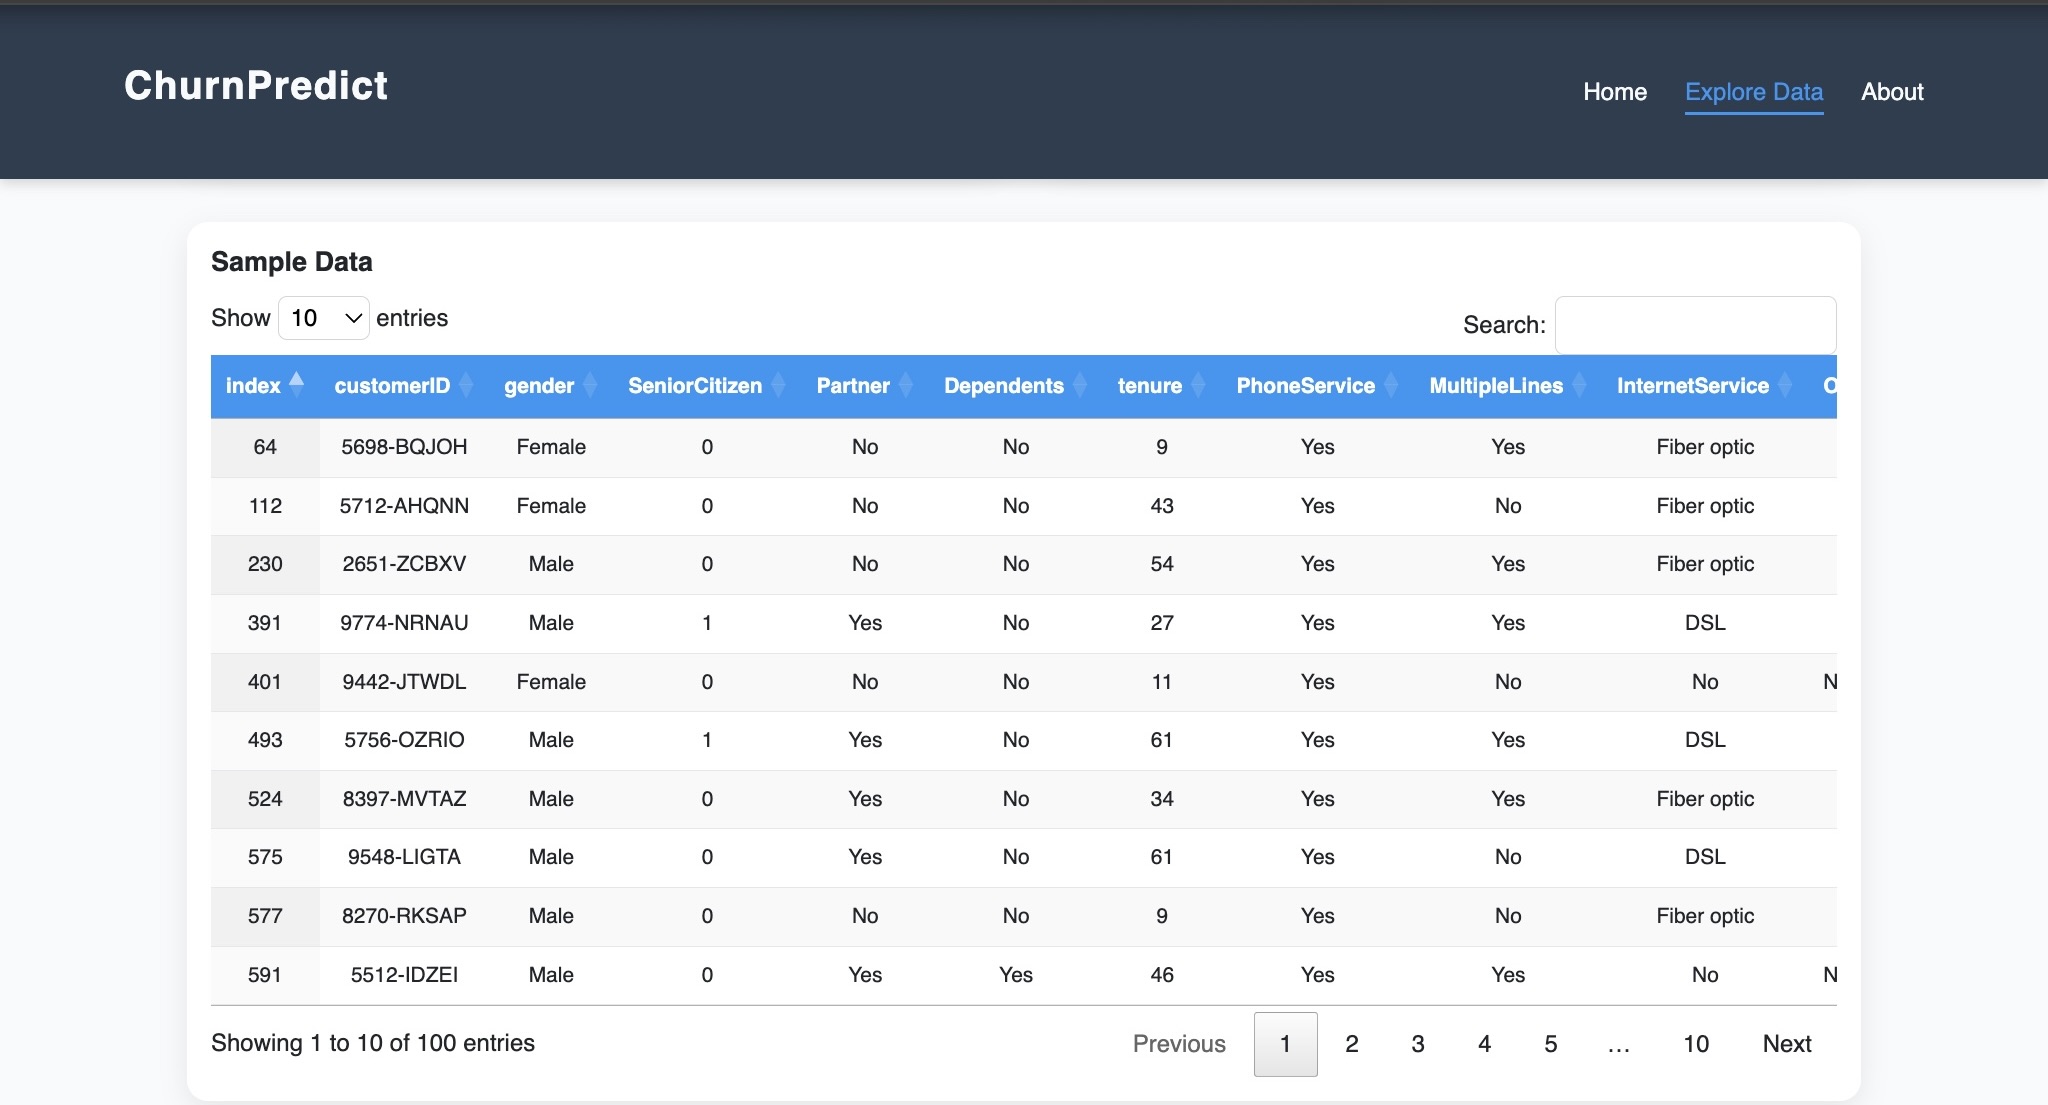 ChurnPredict
Home Explore Data About
Sample Data
Show 10 entries
Search:
index customerID gender SeniorCitizen Partner Dependents tenure PhoneService MultipleLines InternetService O
64 5698-BQJOH Female 0 No No 9 Yes Yes Fiber optic
112 5712-AHQNN Female 0 No No 43 Yes No Fiber optic
230 2651-ZCBXV Male 0 No No 54 Yes Yes Fiber optic
391 9774-NRNAU Male 1 Yes No 27 Yes Yes DSL
401 9442-JTWDL Female 0 No No 11 Yes No No N
493 5756-OZRIO Male 1 Yes No 61 Yes Yes DSL
524 8397-MVTAZ Male 0 Yes No 34 Yes Yes Fiber optic
575 9548-LIGTA Male 0 Yes No 61 Yes No DSL
577 8270-RKSAP Male 0 No No 9 Yes No Fiber optic
591 5512-IDZEI Male 0 Yes Yes 46 Yes Yes No N
Showing 1 to 10 of 100 entries
Previous 1 2 3 4 5 … 10 Next